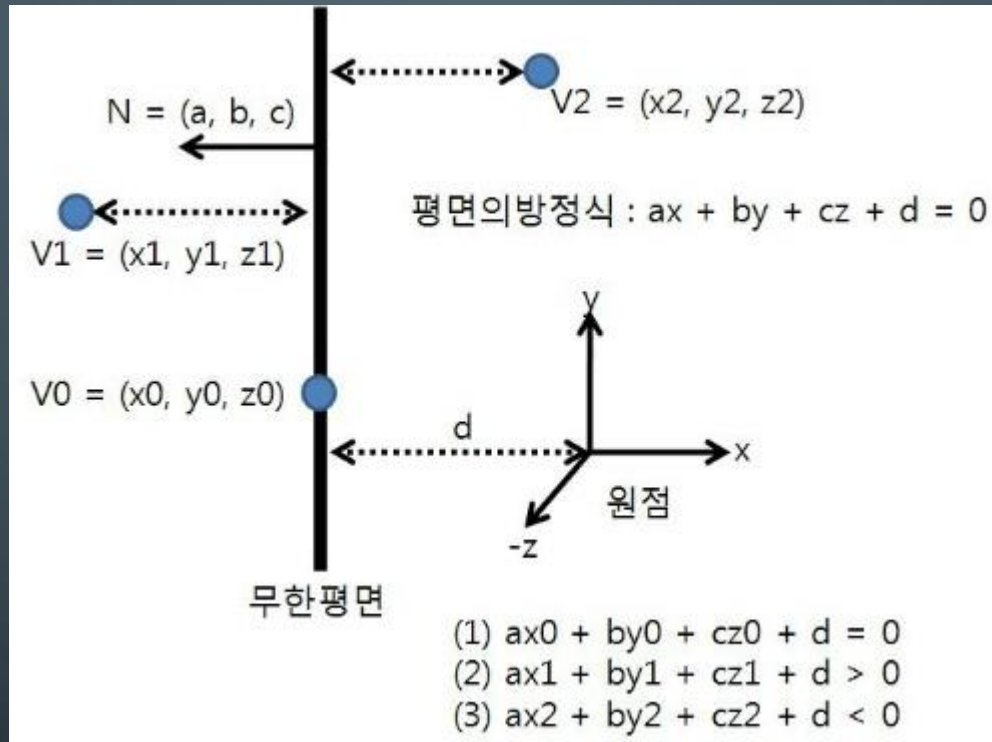 N = (a, b, c)
V2 = (x2, y2, z2)
평면의방정식 : ax + by + cz + d = 0
V1 = (x1, y1, z1)
y
V0 = (x0, y0, z0)
d
x
원점
-z
무한평면
(1) ax0 + by0 + cz0 + d = 0
(2) ax1 + by1 + cz1 + d > 0
(3) ax2 + by2 + cz2 + d < 0